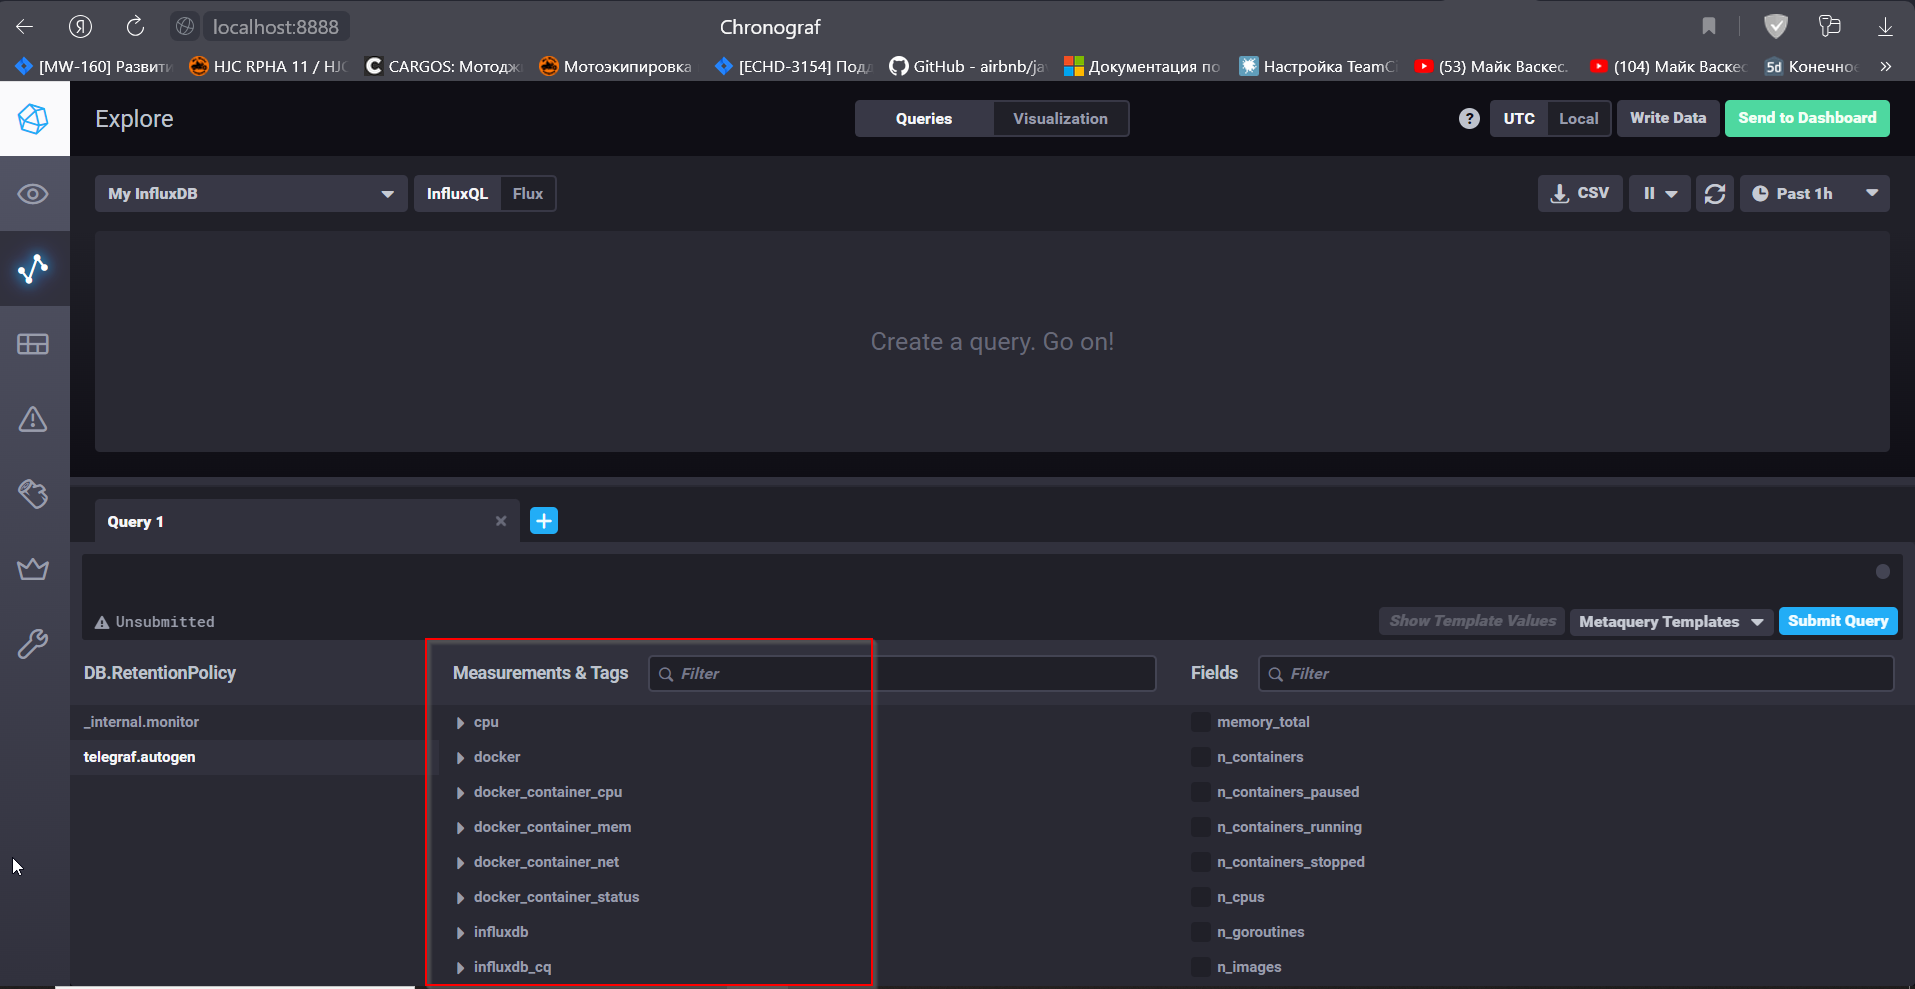 localhost:8888
Chronograf
[MW-160] Развити
HJC RPHA 11 / HJC
CARGOS: Мотодж
Мотоэкипировка
[ECHD-3154] Подд
GitHub - airbnb/ja
Документация по
Настройка TeamCi
(53) Майк Васкес.
(104) Майк Васкес
5d Конечное
Explore
Queries
Visualization
?
UTC
Local
Write Data
Send to Dashboard
My InfluxDB
InfluxQL
Flux
CSV
Past 1h
Create a query. Go on!
Query 1
Unsubmitted
Show Template Values
Metaquery Templates
Submit Query
DB.RetentionPolicy
_internal.monitor
telegraf.autogen
Measurements & Tags
Filter
cpu
docker
docker_container_cpu
docker_container_mem
docker_container_net
docker_container_status
influxdb
influxdb_cq
Fields
Filter
memory_total
n_containers
n_containers_paused
n_containers_running
n_containers_stopped
n_cpus
n_goroutines
n_images